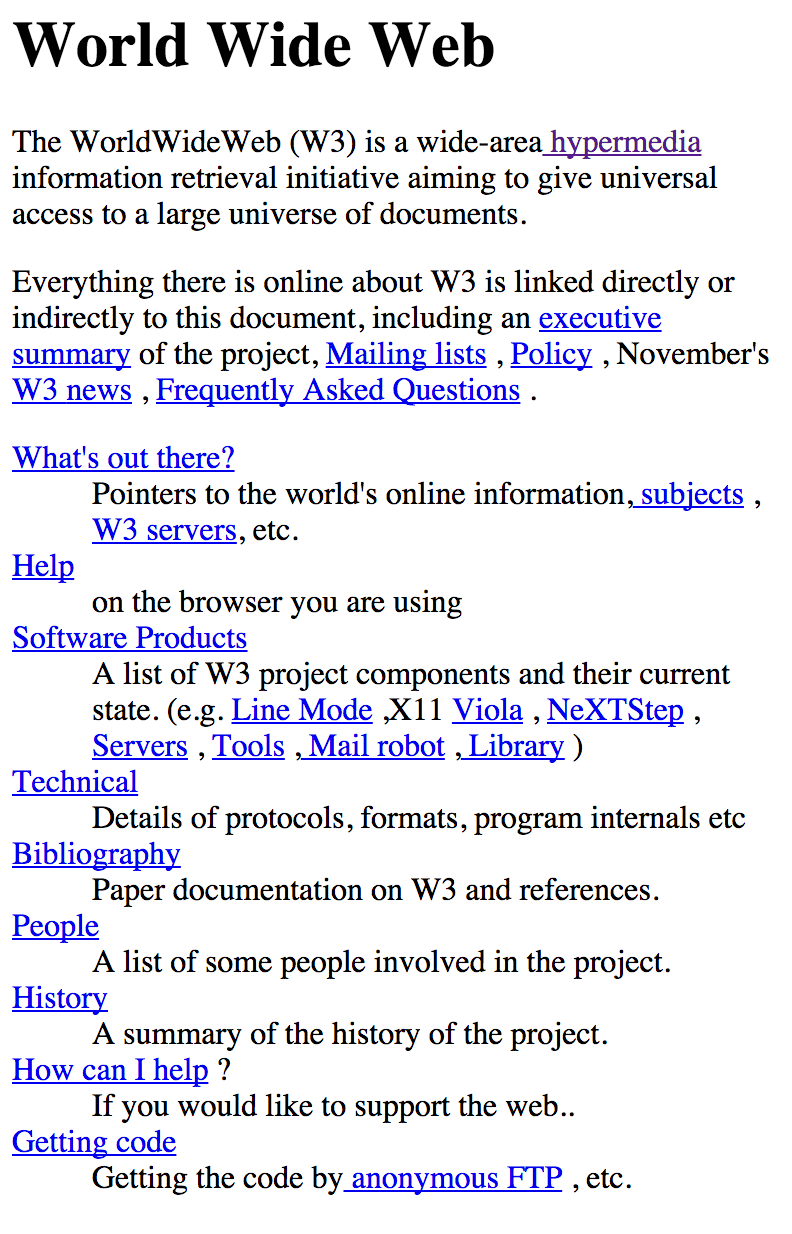 World Wide Web
The WorldWideWeb (W3) is a wide-area hypermedia
information retrieval initiative aiming to give universal
access to a large universe of documents.
Everything there is online about W3 is linked directly or
indirectly to this document, including an executive
summary of the project, Mailing lists , Policy , November's
W3 news , Frequently Asked Questions .
What's out there?
Pointers to the world's online information, subjects ,
W3 servers, etc.
Help
on the browser you are using
Software Products
A list of W3 project components and their current
state. (e.g. Line Mode ,X11 Viola , NeXTStep ,
Servers , Tools , Mail robot , Library )
Technical
Details of protocols, formats, program internals etc
Bibliography
Paper documentation on W3 and references.
People
A list of some people involved in the project.
History
A summary of the history of the project.
How can I help ?
If you would like to support the web..
Getting code
Getting the code by anonymous FTP , etc.